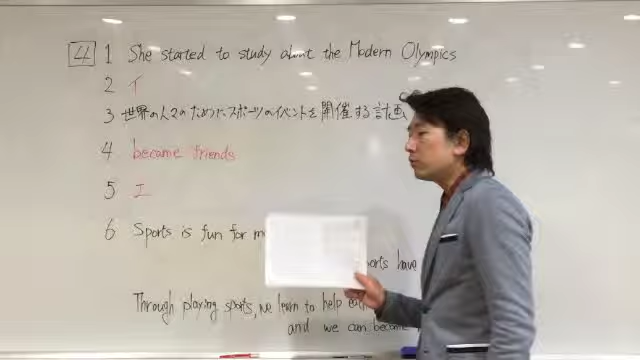 4 1 She started to study about the Modern Olympics
2 イ
3 世界の人々のためにスポーツのイベントを開催する計画
4 became friends
5 エ
6 Sports is fun for
sports have
Through playing sports, we learn to help
and we can become